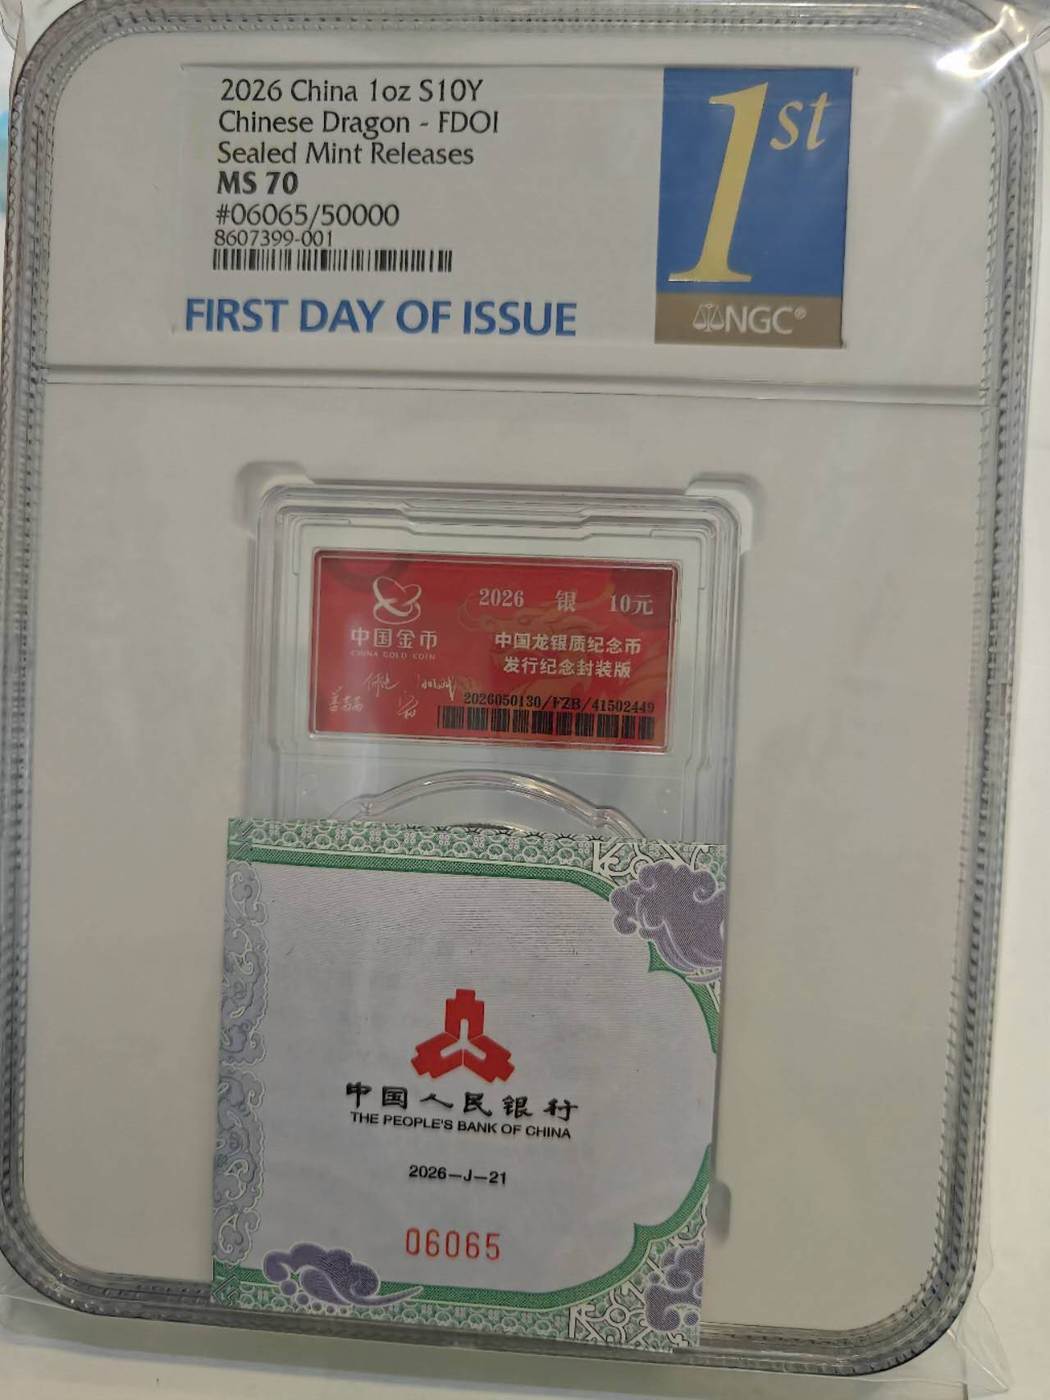 2026 China 1oz S10Y
Chinese Dragon - FDOI
Sealed Mint Releases
MS 70
#06065/50000
8607399-001
FIRST DAY OF ISSUE
1st
NGC®
中国金币
CHINA GOLD COIN
2026 银 10元
中国龙银质纪念币
发行纪念封装版
2026050130/FZB/41502449
中国人民银行
THE PEOPLE'S BANK OF CHINA
2026-J-21
06065